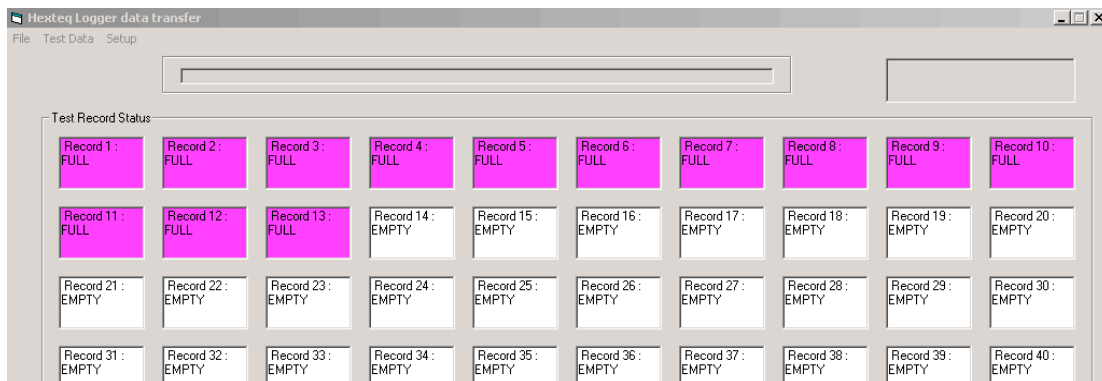 Hexteq Logger data transfer
File Test Data Setup
Test Record Status
Record 1 : Record 2 : Record 3 : Record 4 : Record 5 : Record 6 : Record 7 : Record 8 : Record 9 : Record 10 :
FULL FULL FULL FULL FULL FULL FULL FULL FULL FULL
Record 11 : Record 12 : Record 13 : Record 14 : Record 15 : Record 16 : Record 17 : Record 18 : Record 19 : Record 20 :
FULL FULL FULL EMPTY EMPTY EMPTY EMPTY EMPTY EMPTY EMPTY
Record 21 : Record 22 : Record 23 : Record 24 : Record 25 : Record 26 : Record 27 : Record 28 : Record 29 : Record 30 :
EMPTY EMPTY EMPTY EMPTY EMPTY EMPTY EMPTY EMPTY EMPTY EMPTY
Record 31 : Record 32 : Record 33 : Record 34 : Record 35 : Record 36 : Record 37 : Record 38 : Record 39 : Record 40 :
EMPTY EMPTY EMPTY EMPTY EMPTY EMPTY EMPTY EMPTY EMPTY EMPTY